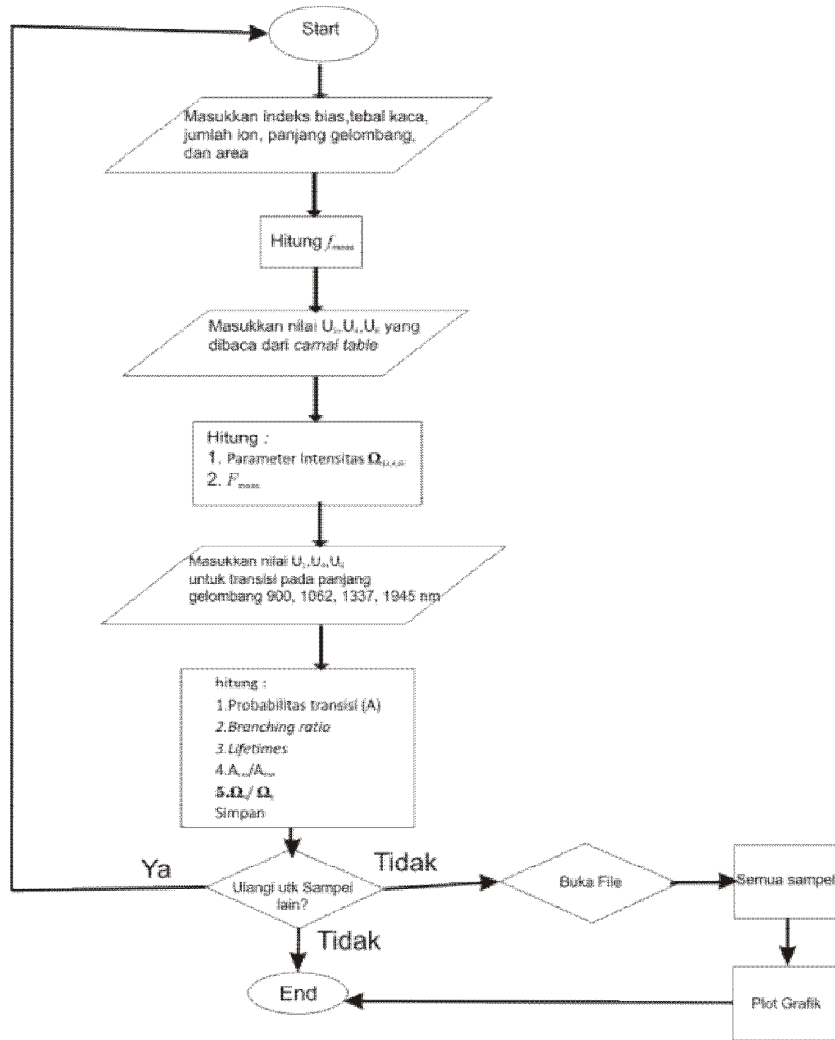 Start
Masukkan indeks bias,tebal kaca,
jumlah ion, panjang gelombang,
dan area
Hitung
Masukkan nilai U₂,U₄,U₆ yang
dibaca dari carnal table
Hitung :
1. Parameter Intensitas
2.
Masukkan nilai U₂,U₄,U₆
untuk transisi pada panjang
gelombang 900, 1062, 1337, 1945 nm
hitung :
1.Probabilitas transisi (A)
2.Branching ratio
3.Lifetimes
4.
5.
Simpan
Ya
Ulangi utk Sampel
lain?
Tidak
Buka File
Semua sampel
Tidak
End
Plot Grafik